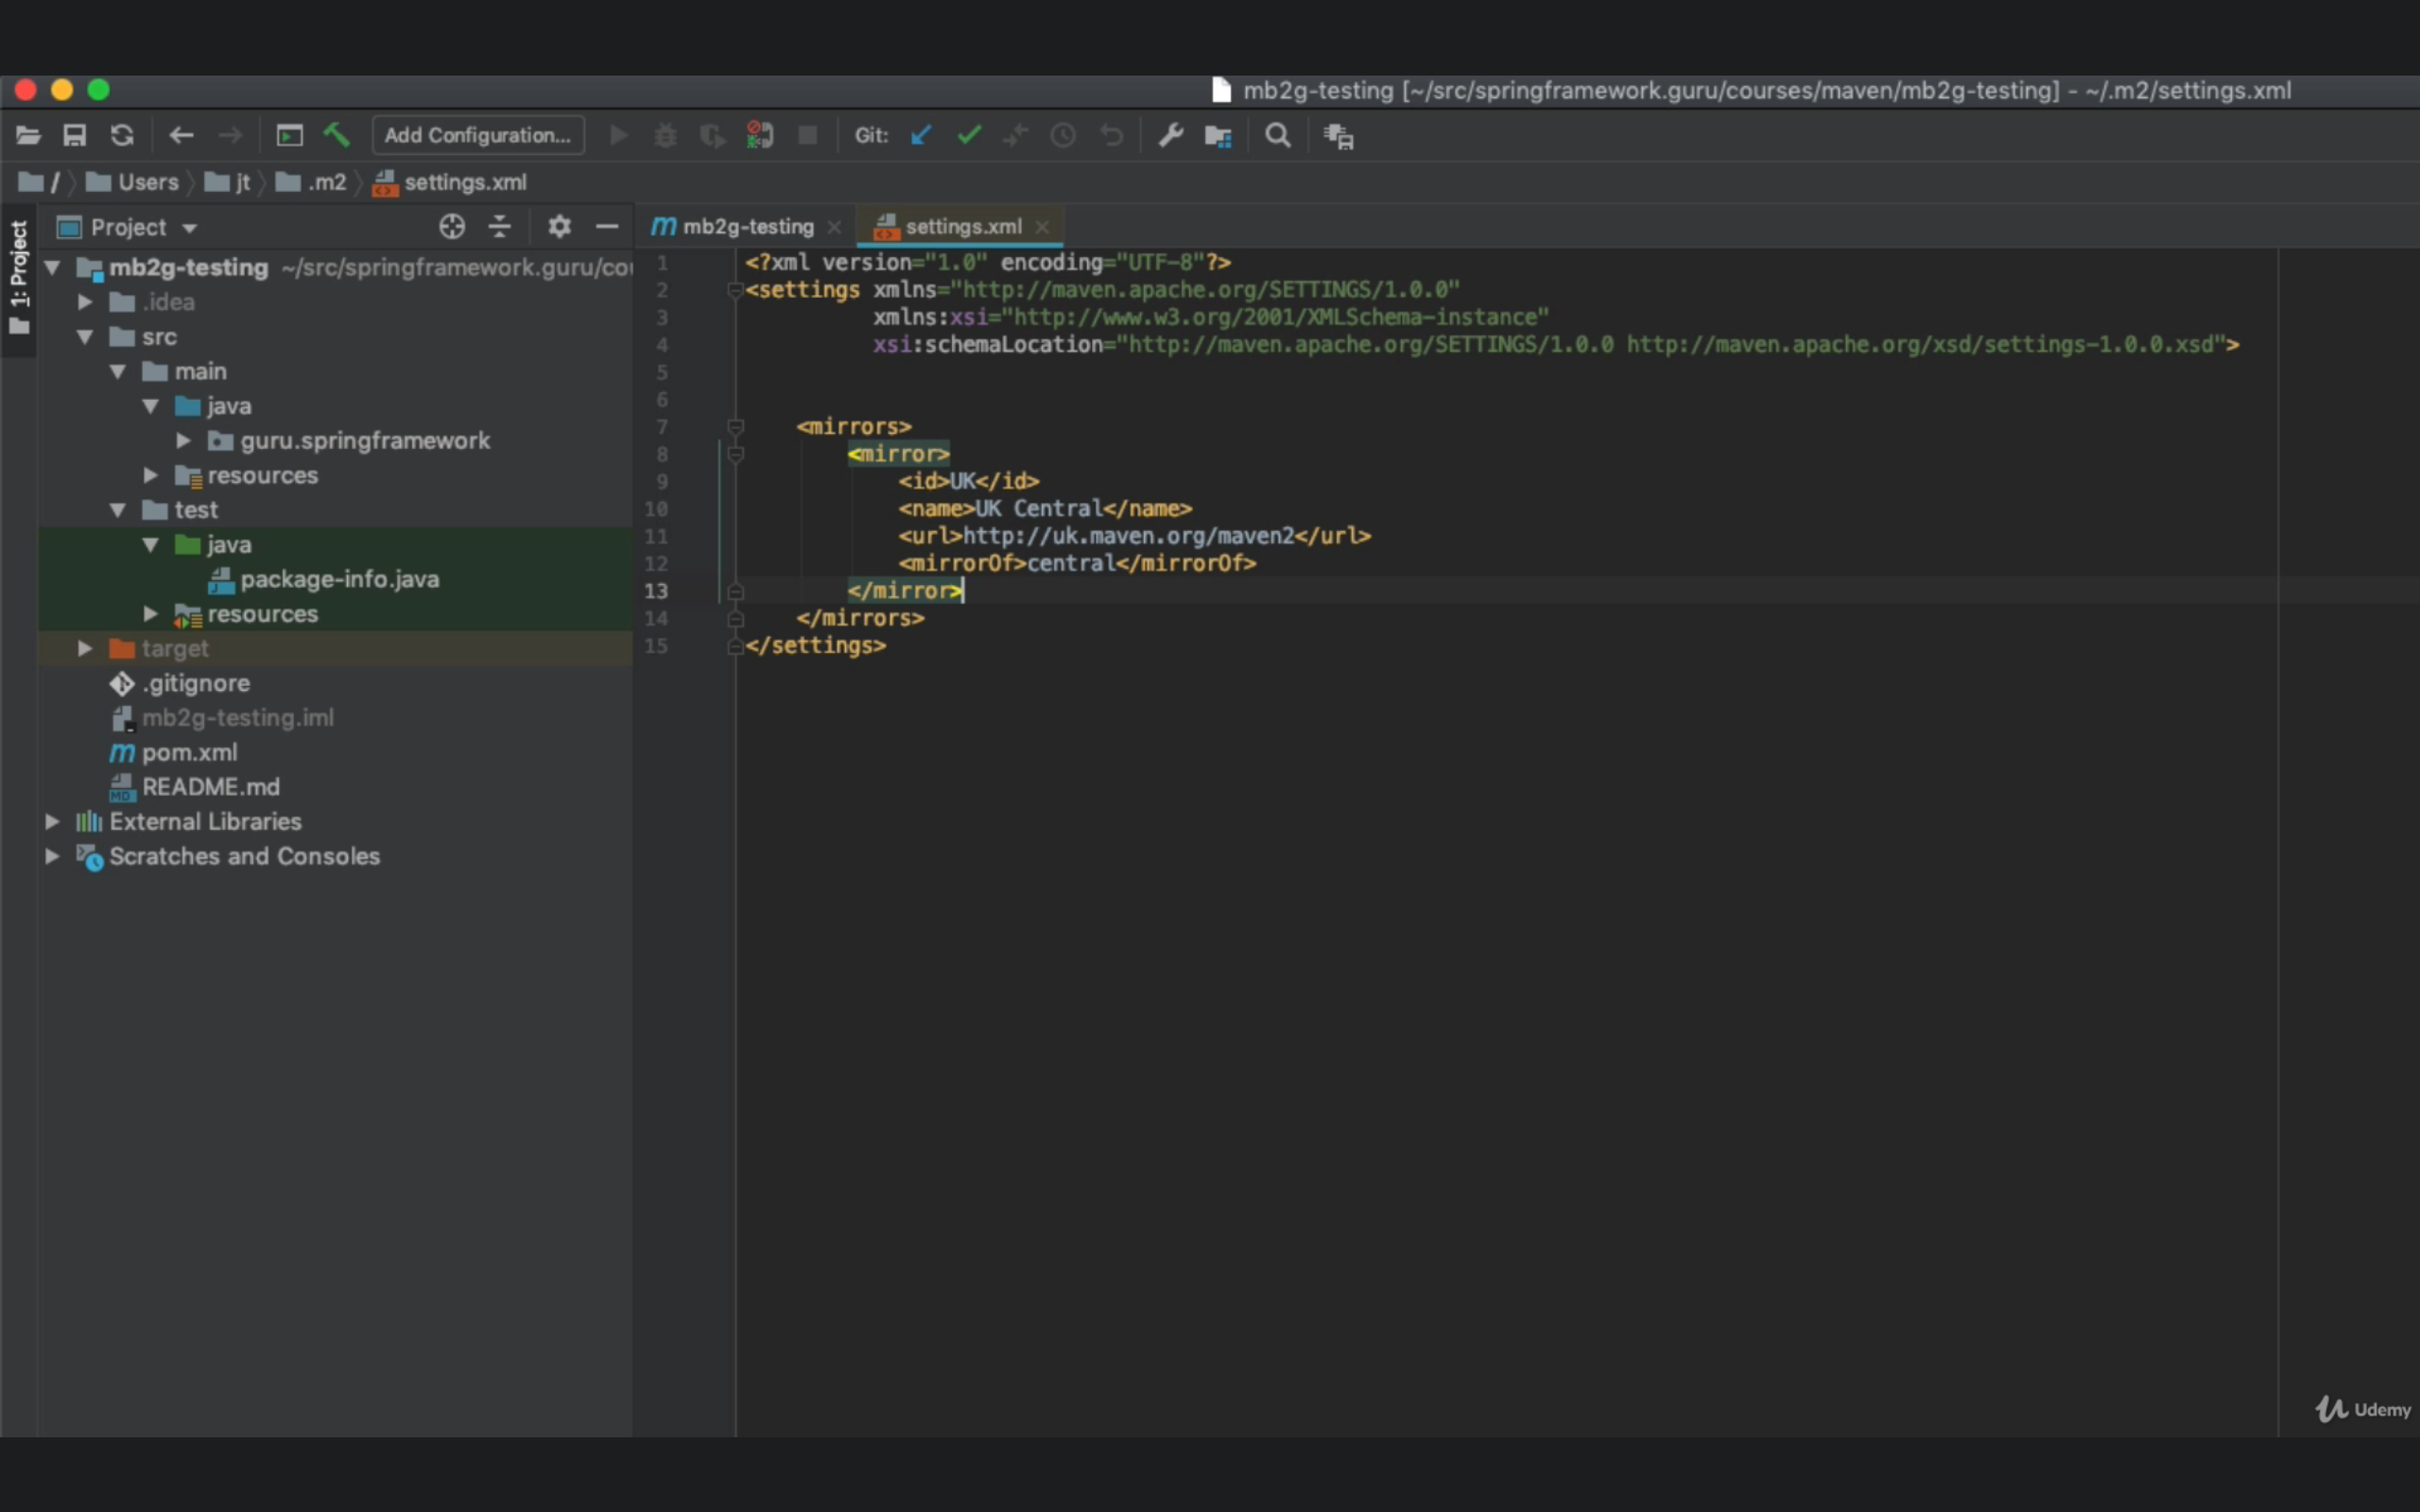 mb2g-testing [~/src/springframework.guru/courses/maven/mb2g-testing] - ~/.m2/settings.xml
Add Configuration... Git:
/ Users jt .m2 settings.xml
1: Project
Project
mb2g-testing settings.xml
mb2g-testing ~/src/springframework.guru/cou
.idea
src
main
java
guru.springframework
resources
test
java
package-info.java
resources
target
.gitignore
mb2g-testing.iml
pom.xml
README.md
External Libraries
Scratches and Consoles
1 <?xml version="1.0" encoding="UTF-8"?>
2 <settings xmlns="http://maven.apache.org/SETTINGS/1.0.0"
3 xmlns:xsi="http://www.w3.org/2001/XMLSchema-instance"
4 xsi:schemaLocation="http://maven.apache.org/SETTINGS/1.0.0 http://maven.apache.org/xsd/settings-1.0.0.xsd">
5
6
7 <mirrors>
8 <mirror>
9 <id>UK</id>
10 <name>UK Central</name>
11 <url>http://uk.maven.org/maven2</url>
12 <mirrorOf>central</mirrorOf>
13 </mirror>
14 </mirrors>
15 </settings>
Udemy